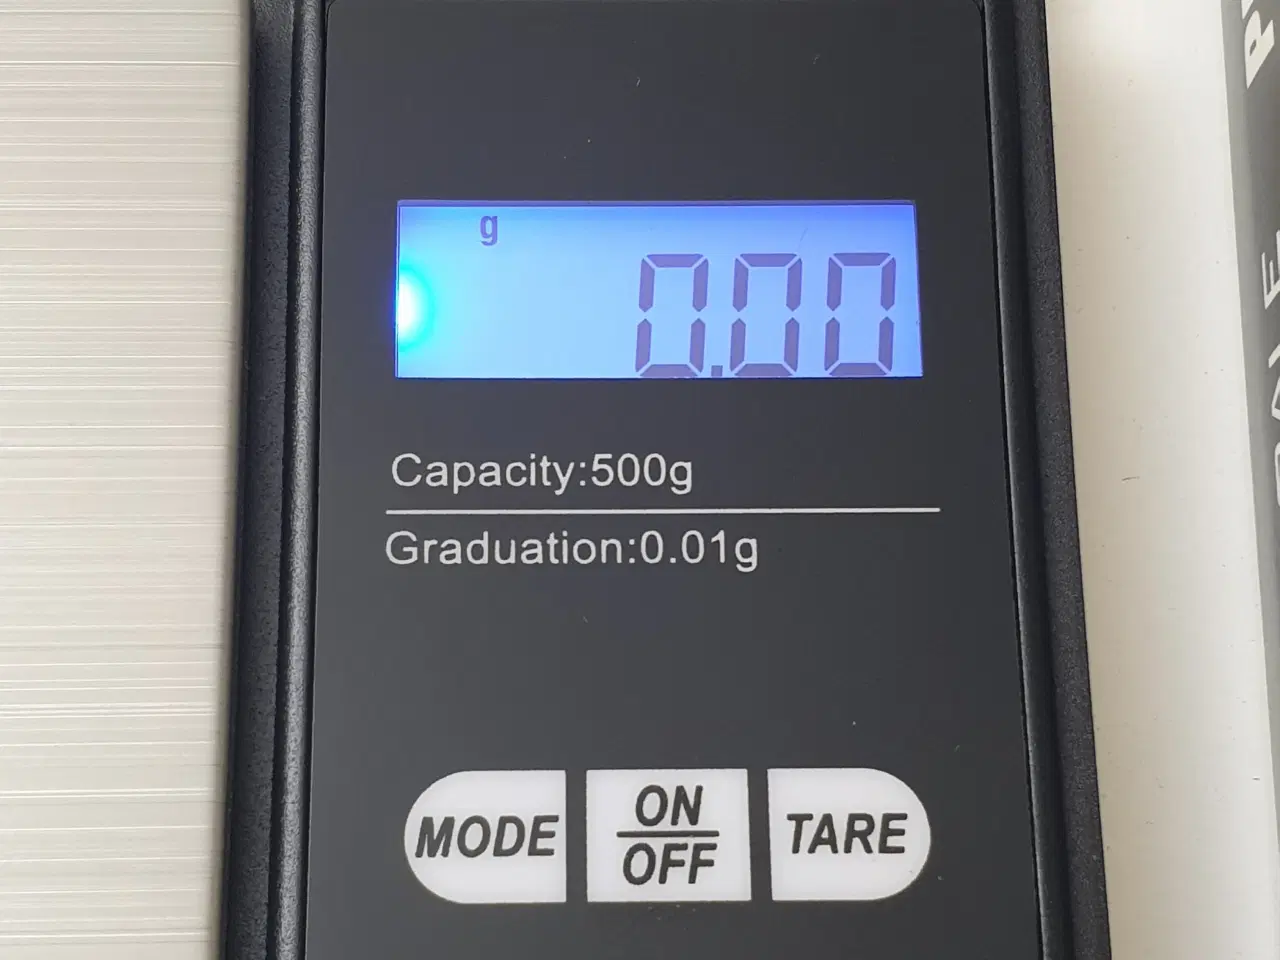 g
0.00
Capacity:500g
Graduation:0.01g
MODE
ON
OFF
TARE